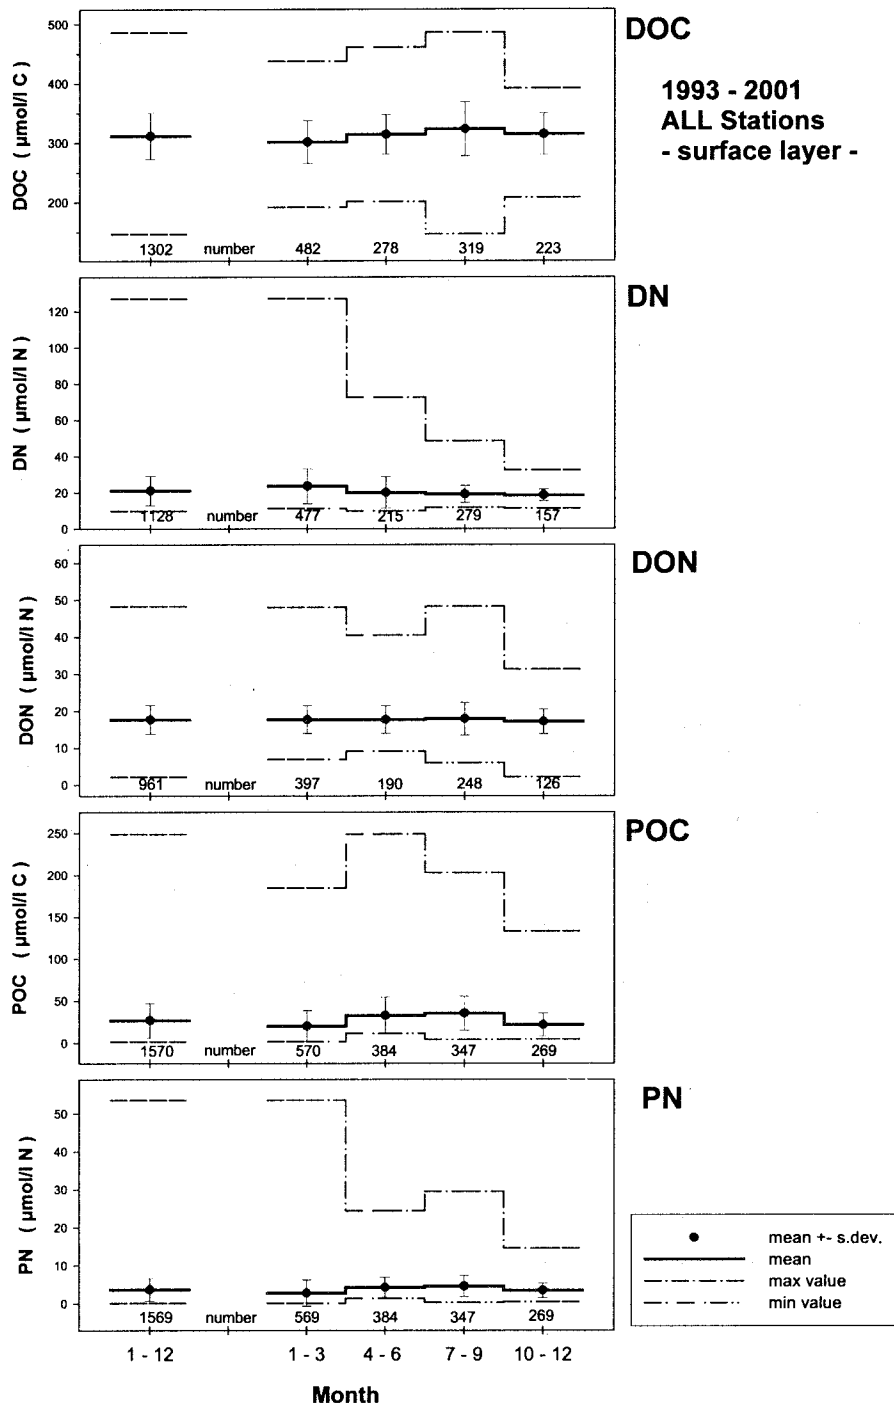 DOC
1993 - 2001
ALL Stations
- surface layer -
DOC ( µmol/l C )
500
400
300
200
1302 number 482 278 319 223
DN
DN ( µmol/l N )
120
100
80
60
40
20
0
1128 number 477 215 279 157
DON
DON ( µmol/l N )
60
50
40
30
20
10
0
961 number 397 190 248 126
POC
POC ( µmol/l C )
250
200
150
100
50
0
1570 number 570 384 347 269
PN
PN ( µmol/l N )
50
40
30
20
10
0
1569 number 569 384 347 269
1 - 12 1 - 3 4 - 6 7 - 9 10 - 12
Month
mean +- s.dev.
mean
max value
min value